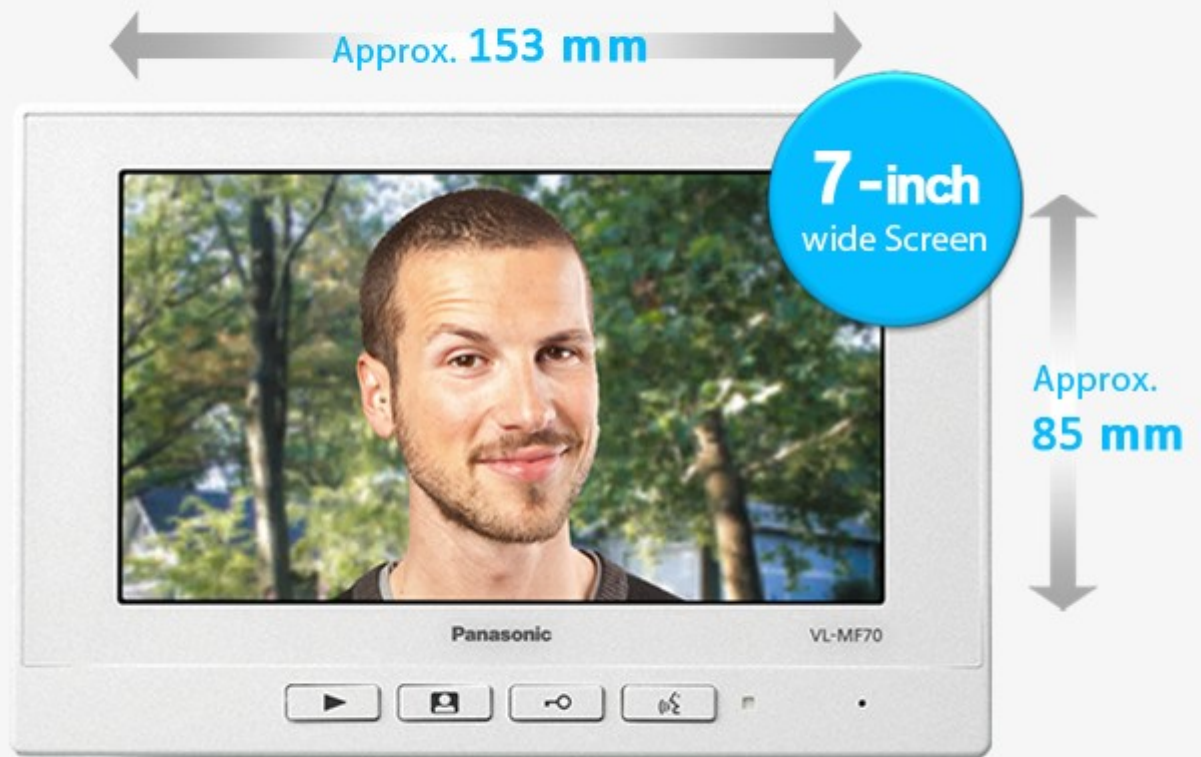 Approx. 153 mm
7-inch
wide Screen
Approx.
85 mm
Panasonic
VL-MF70